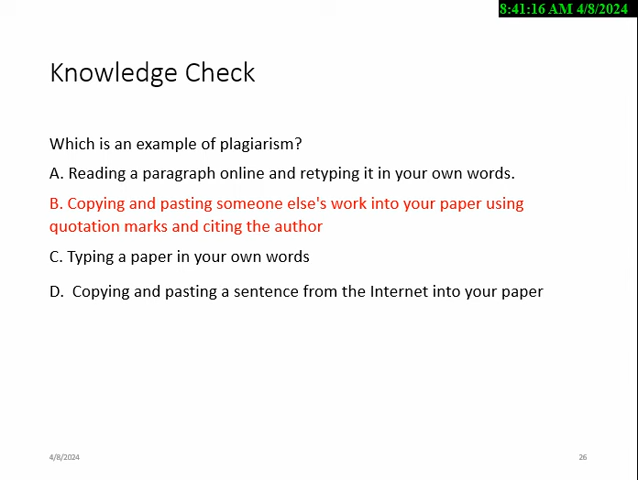 8:41:16 AM 4/8/2024
Knowledge Check
Which is an example of plagiarism?
A. Reading a paragraph online and retyping it in your own words.
B. Copying and pasting someone else's work into your paper using
quotation marks and citing the author
C. Typing a paper in your own words
D. Copying and pasting a sentence from the Internet into your paper
4/8/2024
26